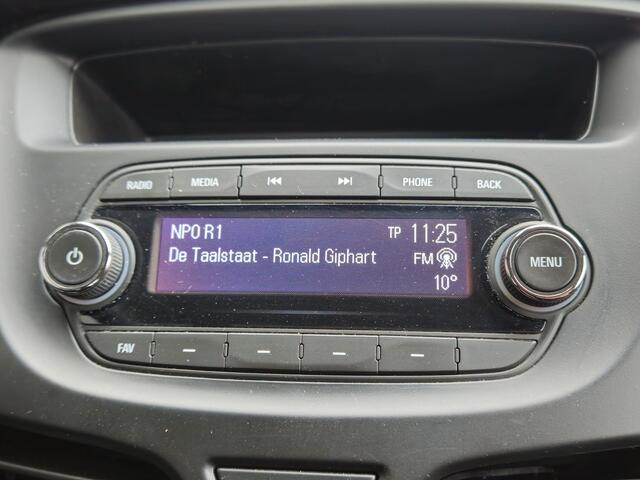 RADIO MEDIA PHONE BACK
NPO R1 TP 11:25
De Taalstaat - Ronald Giphart FM
10°
MENU
FAV